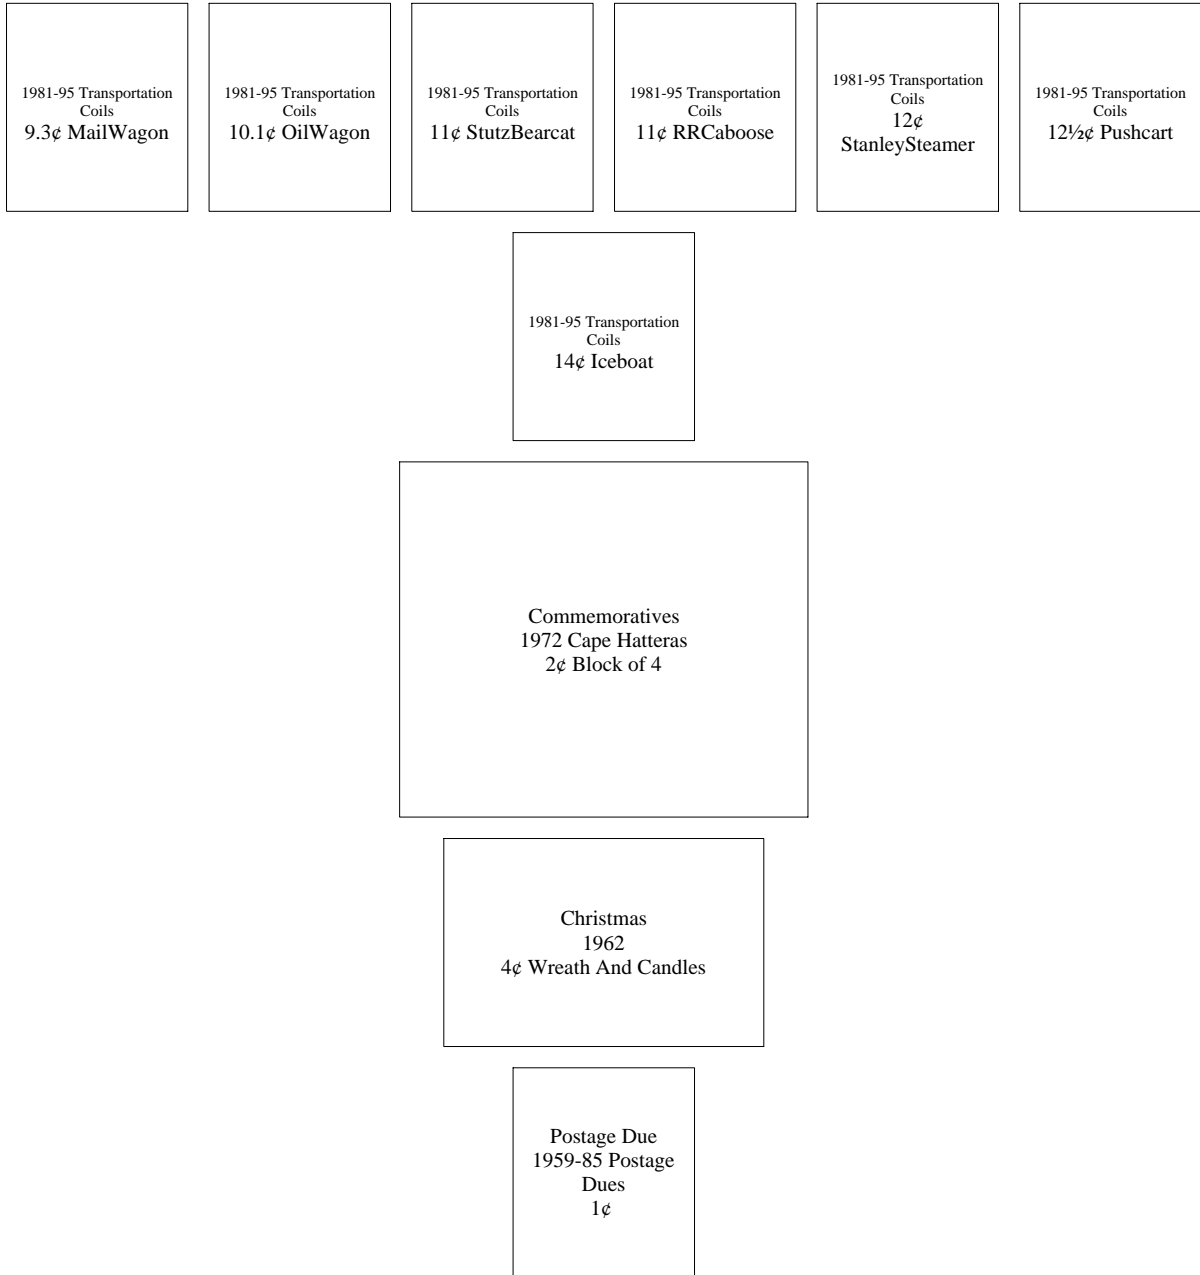 1981-95 Transportation
Coils
9.3¢ MailWagon
1981-95 Transportation
Coils
10.1¢ OilWagon
1981-95 Transportation
Coils
11¢ StutzBearcat
1981-95 Transportation
Coils
11¢ RRCaboose
1981-95 Transportation
Coils
12¢
StanleySteamer
1981-95 Transportation
Coils
12½¢ Pushcart
1981-95 Transportation
Coils
14¢ Iceboat
Commemoratives
1972 Cape Hatteras
2¢ Block of 4
Christmas
1962
4¢ Wreath And Candles
Postage Due
1959-85 Postage
Dues
1¢